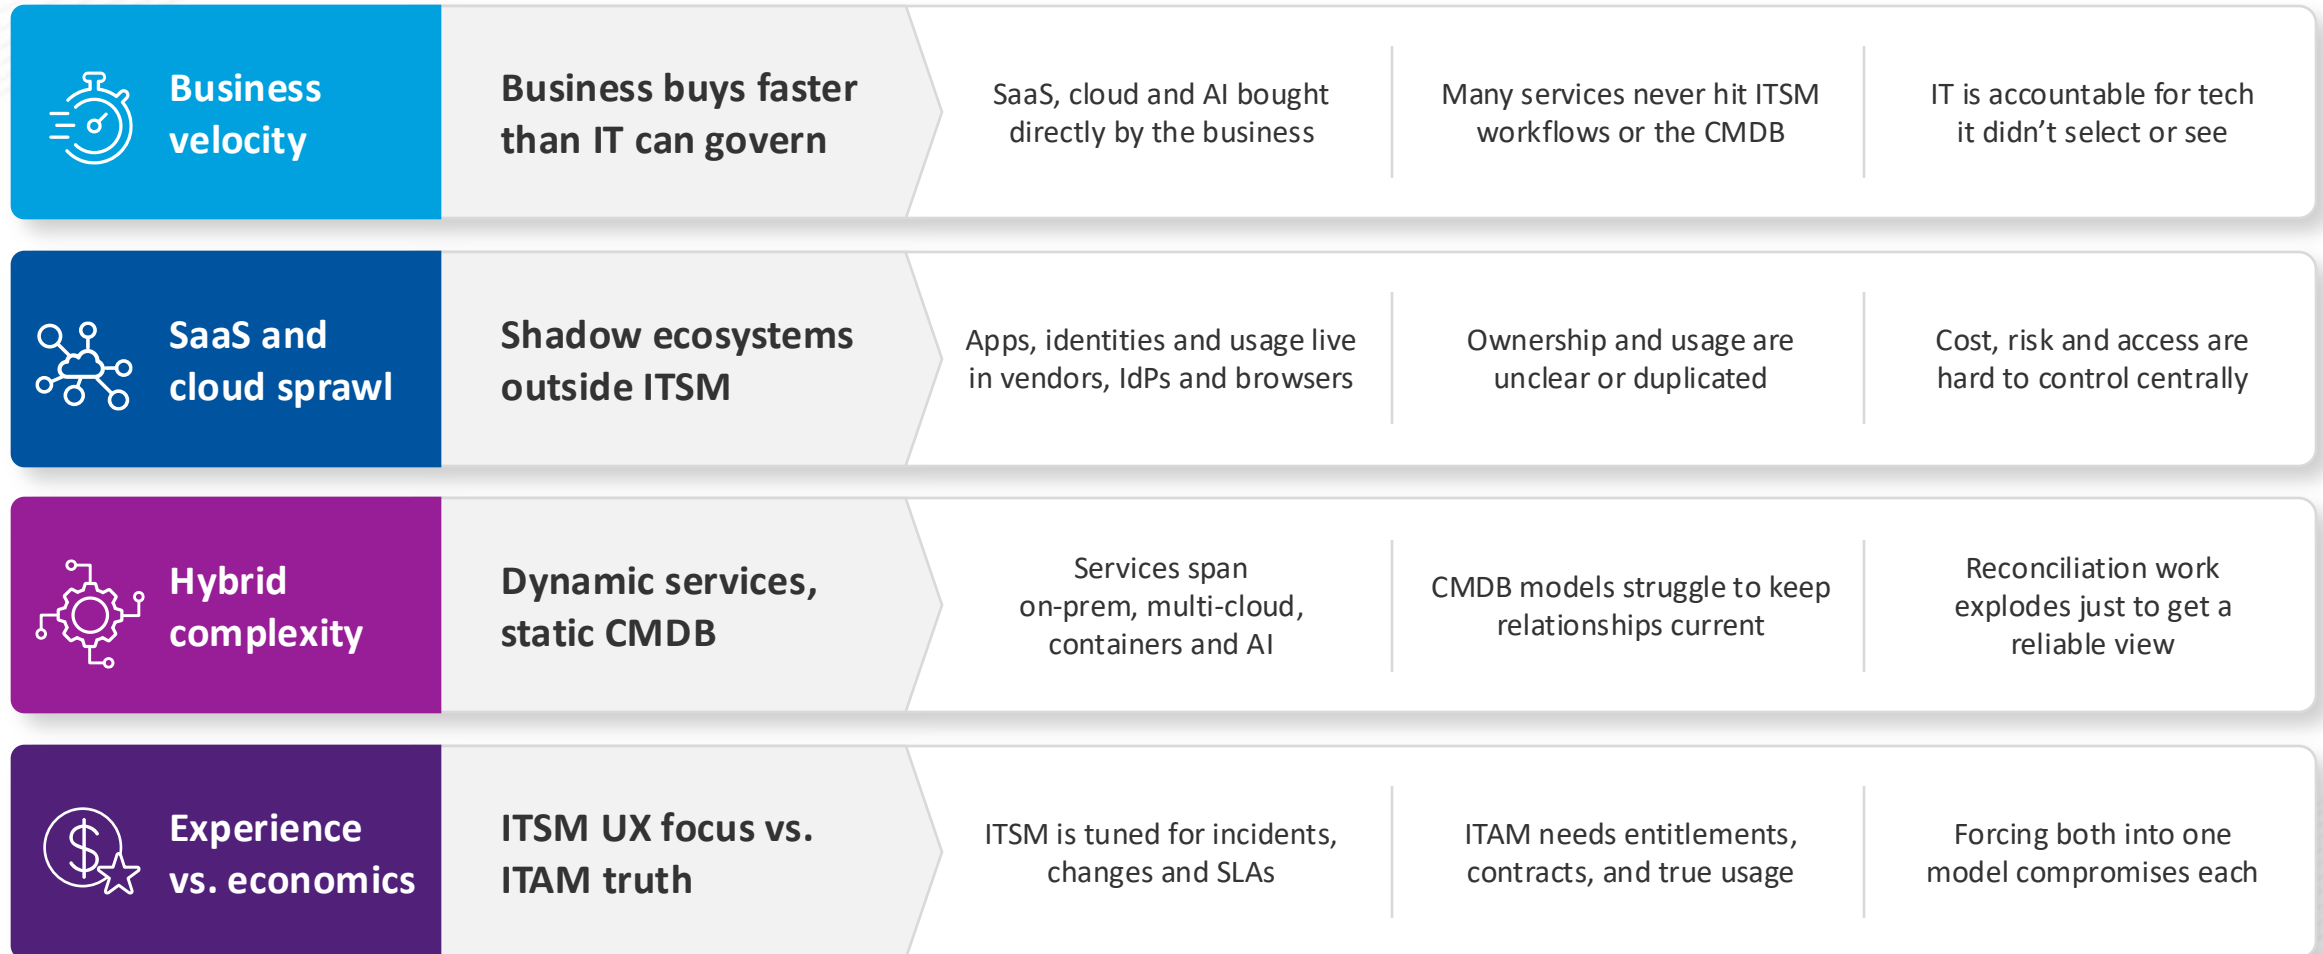 Business
velocity
Business buys faster
than IT can govern
SaaS, cloud and AI bought
directly by the business
Many services never hit ITSM
workflows or the CMDB
IT is accountable for tech
it didn’t select or see
SaaS and
cloud sprawl
Shadow ecosystems
outside ITSM
Apps, identities and usage live
in vendors, IdPs and browsers
Ownership and usage are
unclear or duplicated
Cost, risk and access are
hard to control centrally
Hybrid
complexity
Dynamic services,
static CMDB
Services span
on-prem, multi-cloud,
containers and AI
CMDB models struggle to keep
relationships current
Reconciliation work
explodes just to get a
reliable view
$
Experience
vs. economics
ITSM UX focus vs.
ITAM truth
ITSM is tuned for incidents,
changes and SLAs
ITAM needs entitlements,
contracts, and true usage
Forcing both into one
model compromises each